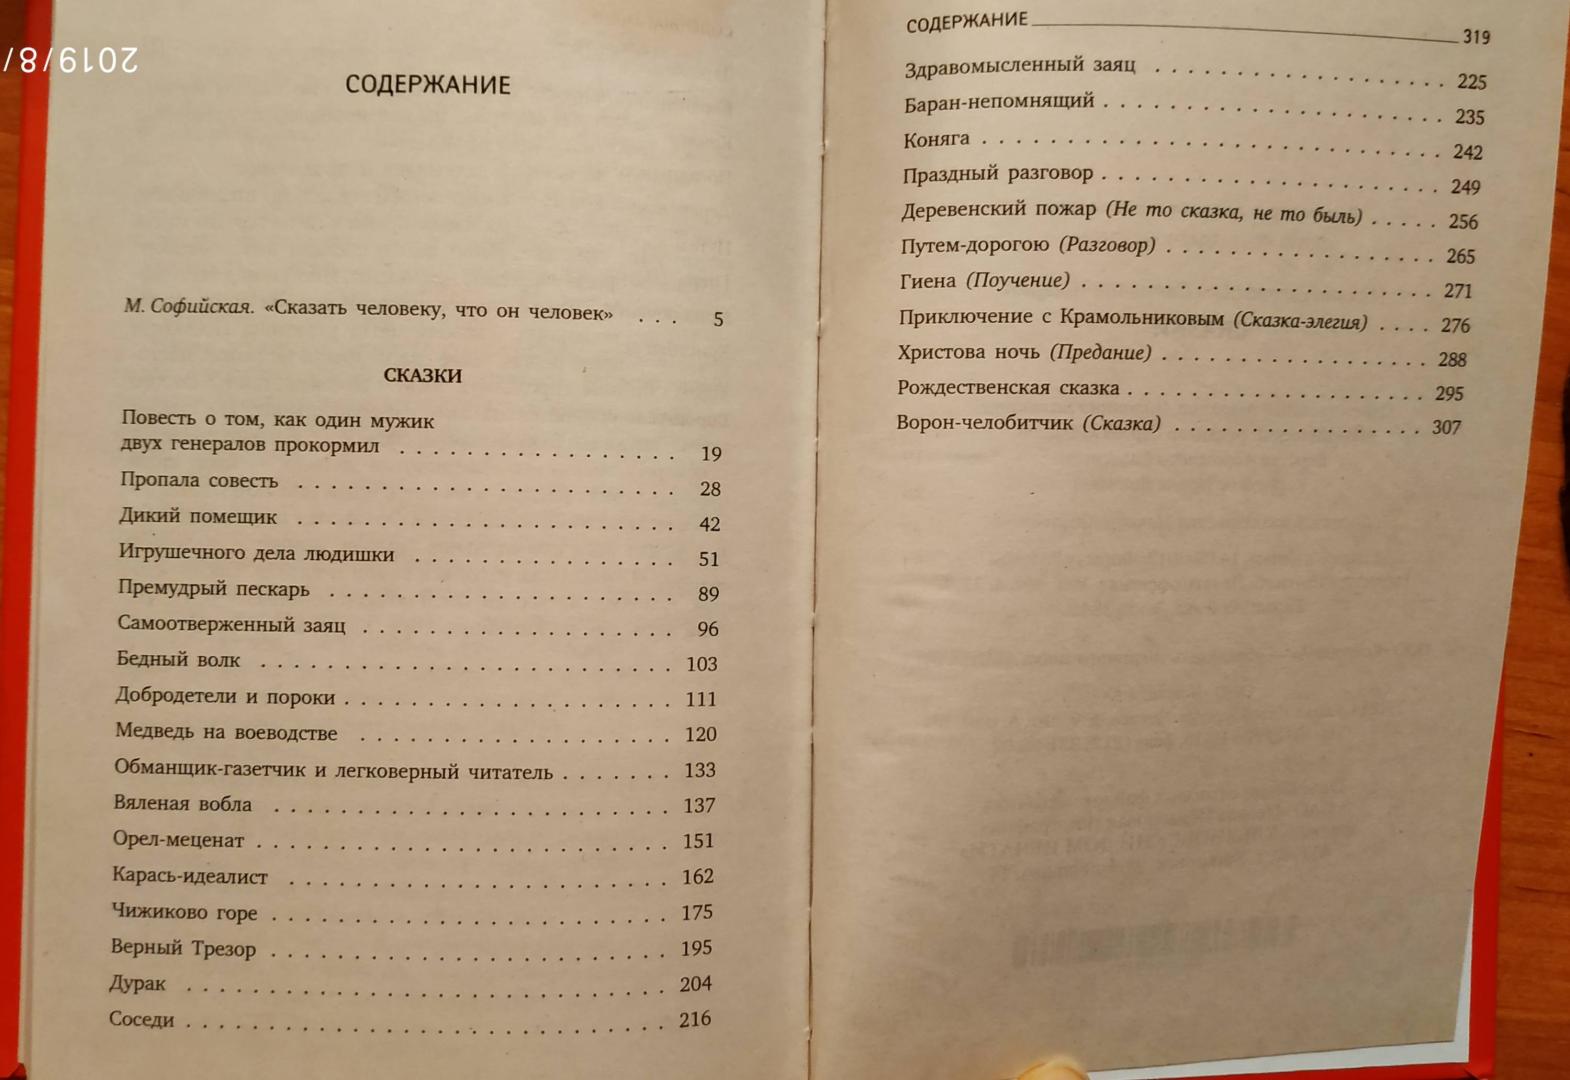 2019/8/
СОДЕРЖАНИЕ
М. Софийская. «Сказать человеку, что он человек» . . . 5
СКАЗКИ
Повесть о том, как один мужик
двух генералов прокормил . . . . . . . . . . . . . . . . . 19
Пропала совесть . . . . . . . . . . . . . . . . . . . . . . . 28
Дикий помещик . . . . . . . . . . . . . . . . . . . . . . . 42
Игрушечного дела людишки . . . . . . . . . . . . . . . . 51
Премудрый пескарь . . . . . . . . . . . . . . . . . . . . . 89
Самоотверженный заяц . . . . . . . . . . . . . . . . . . . 96
Бедный волк . . . . . . . . . . . . . . . . . . . . . . . . . 103
Добродетели и пороки . . . . . . . . . . . . . . . . . . . . 111
Медведь на воеводстве . . . . . . . . . . . . . . . . . . . 120
Обманщик-газетчик и легковерный читатель . . . . . . . 133
Вяленая вобла . . . . . . . . . . . . . . . . . . . . . . . . 137
Орел-меценат . . . . . . . . . . . . . . . . . . . . . . . . . 151
Карась-идеалист . . . . . . . . . . . . . . . . . . . . . . . 162
Чижиково горе . . . . . . . . . . . . . . . . . . . . . . . . 175
Верный Трезор . . . . . . . . . . . . . . . . . . . . . . . . 195
Дурак . . . . . . . . . . . . . . . . . . . . . . . . . . . . . 204
Соседи . . . . . . . . . . . . . . . . . . . . . . . . . . . . . 216
СОДЕРЖАНИЕ 319
Здравомысленный заяц . . . . . . . . . . . . . . . . . . 225
Баран-непомнящий . . . . . . . . . . . . . . . . . . . . . 235
Коняга . . . . . . . . . . . . . . . . . . . . . . . . . . . . 242
Праздный разговор . . . . . . . . . . . . . . . . . . . . . 249
Деревенский пожар (Не то сказка, не то быль) . . . . . 256
Путем-дорогою (Разговор) . . . . . . . . . . . . . . . . . 265
Гиена (Поучение) . . . . . . . . . . . . . . . . . . . . . . 271
Приключение с Крамольниковым (Сказка-элегия) . . . . 276
Христова ночь (Предание) . . . . . . . . . . . . . . . . . 288
Рождественская сказка . . . . . . . . . . . . . . . . . . . 295
Ворон-челобитчик (Сказка) . . . . . . . . . . . . . . . . 307